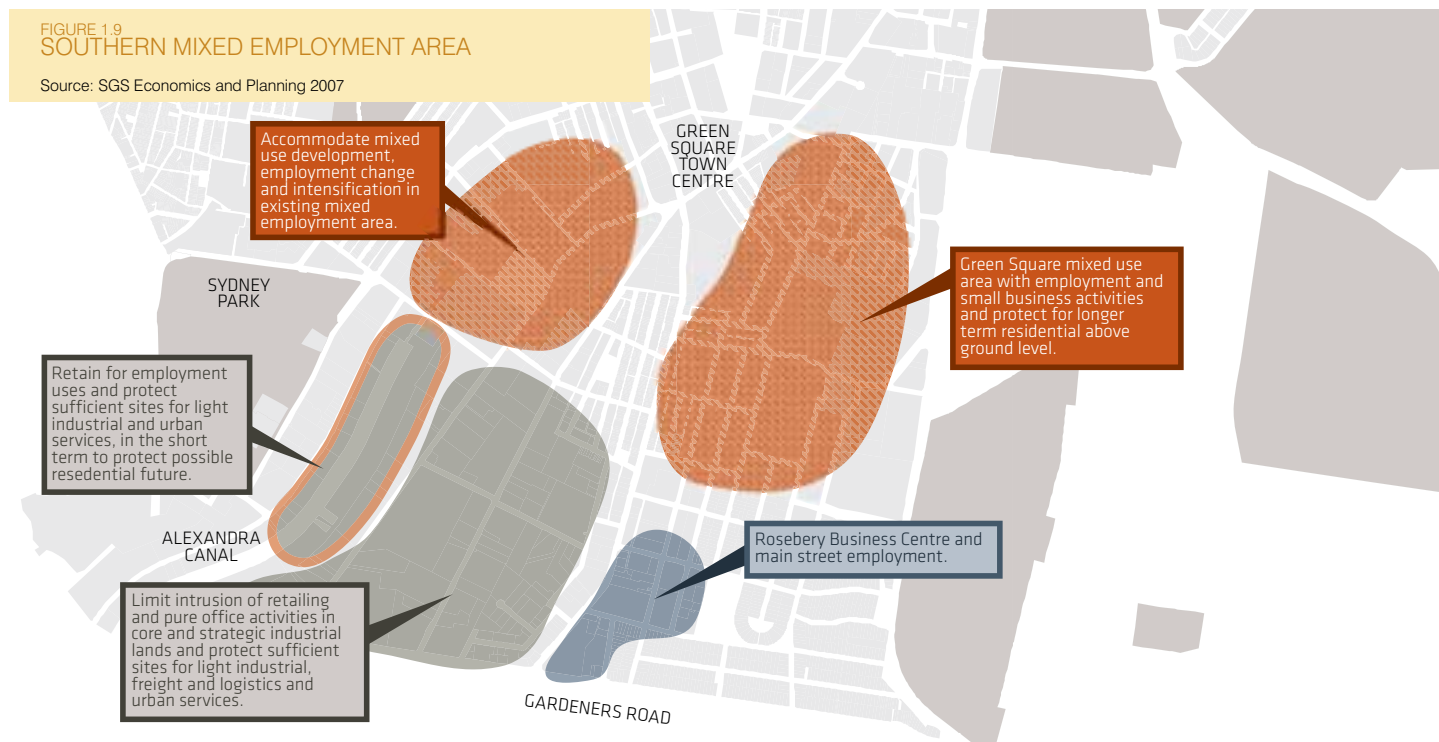 FIGURE 1.9
SOUTHERN MIXED EMPLOYMENT AREA
Source: SGS Economics and Planning 2007
Accommodate mixed
use development,
employment change
and intensification in
existing mixed
employment area.
GREEN
SQUARE
TOWN
CENTRE
Green Square mixed use
area with employment and
small business activities
and protect for longer
term residential above
ground level.
SYDNEY
PARK
Retain for employment
uses and protect
sufficient sites for light
industrial and urban
services, in the short
term to protect possible
resedential future.
ALEXANDRA
CANAL
Rosebery Business Centre and
main street employment.
Limit intrusion of retailing
and pure office activities in
core and strategic industrial
lands and protect sufficient
sites for light industrial,
freight and logistics and
urban services.
GARDENERS ROAD